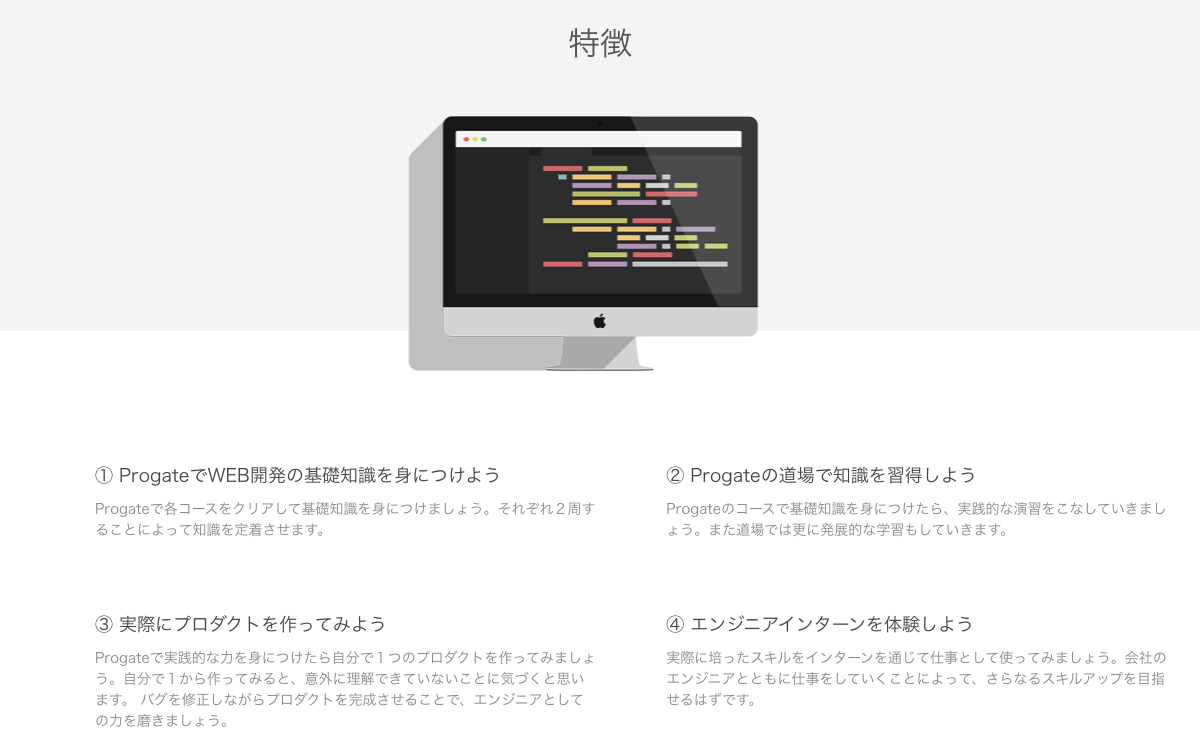 特徴
① ProgateでWEB開発の基礎知識を身につけよう
Progateで各コースをクリアして基礎知識を身につけましょう。それぞれ２周す
ることによって知識を定着させます。
② Progateの道場で知識を習得しよう
Progateのコースで基礎知識を身につけたら、実践的な演習をこなしていきまし
ょう。また道場では更に発展的な学習もしていきます。
③ 実際にプロダクトを作ってみよう
Progateで実践的な力を身につけたら自分で１つのプロダクトを作ってみましょ
う。自分で１から作ってみると、意外に理解できていないことに気づくと思い
ます。 バグを修正しながらプロダクトを完成させることで、エンジニアとして
の力を磨きましょう。
④ エンジニアインターンを体験しよう
実際に培ったスキルをインターンを通じて仕事として使ってみましょう。会社の
エンジニアとともに仕事をしていくことによって、さらなるスキルアップを目指
せるはずです。